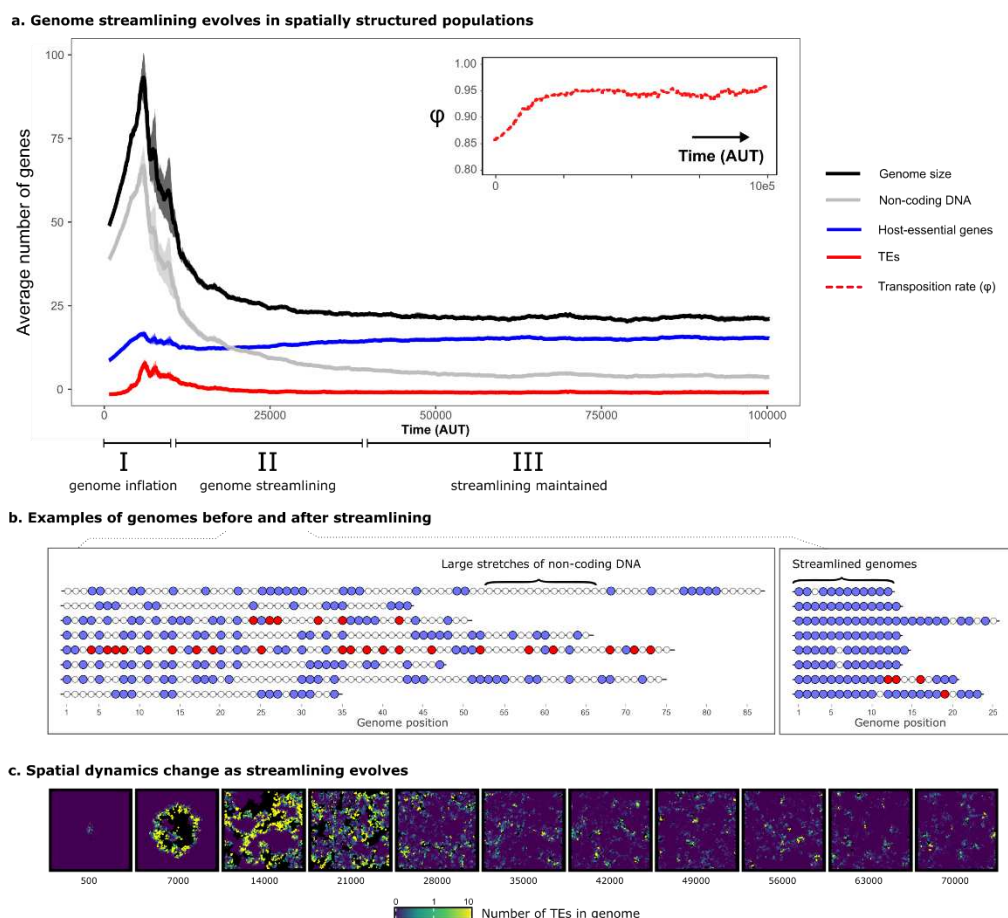 a. Genome streamlining evolves in spatially structured populations
100
75
50
25
0
Average number of genes
0 25000 50000 75000 100000
Time (AUT)
1.00
0.95
0.90
0.85
0.80
φ
Time (AUT)
0 10e5
Genome size
Non-coding DNA
Host-essential genes
TEs
Transposition rate (φ)
I II III
genome inflation genome streamlining streamlining maintained
b. Examples of genomes before and after streamlining
Large stretches of non-coding DNA
1 5 10 15 20 25 30 35 40 45 50 55 60 65 70 75 80 85
Genome position
Streamlined genomes
1 5 10 15 20 25
Genome position
c. Spatial dynamics change as streamlining evolves
500 7000 14000 21000 28000 35000 42000 49000 56000 63000 70000
0 1 10
Number of TEs in genome